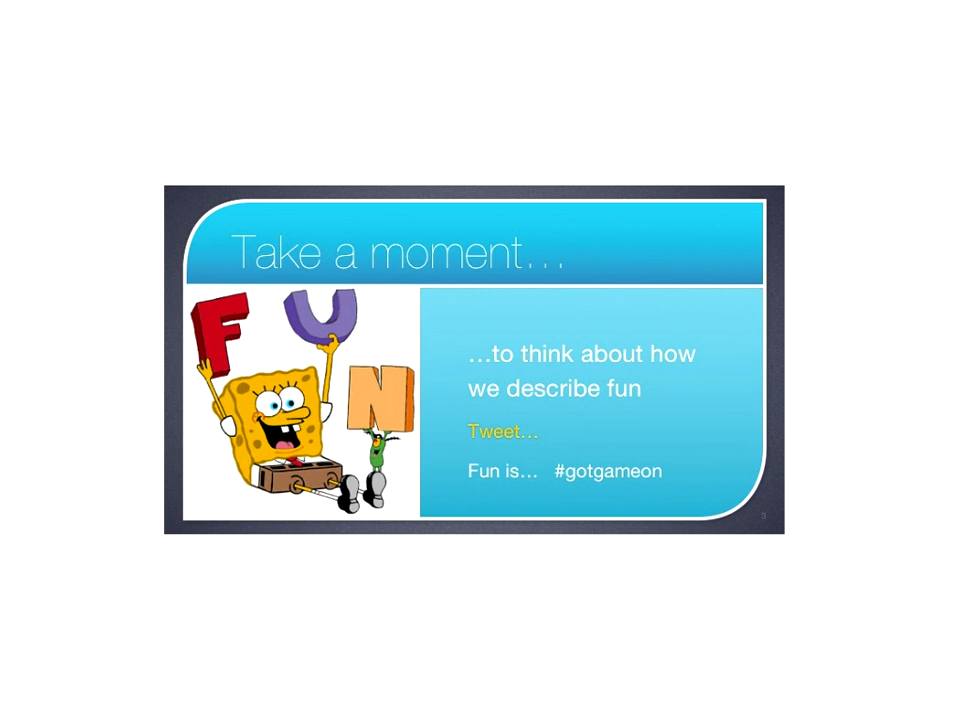 Take a moment...
F U N
...to think about how
we describe fun
Tweet...
Fun is... #gotgameon
3